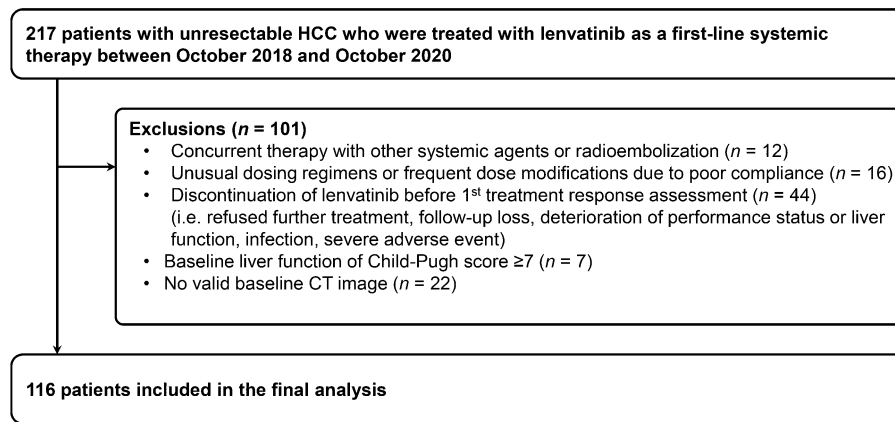 217 patients with unresectable HCC who were treated with lenvatinib as a first-line systemic
therapy between October 2018 and October 2020
Exclusions (n = 101)
• Concurrent therapy with other systemic agents or radioembolization (n = 12)
• Unusual dosing regimens or frequent dose modifications due to poor compliance (n = 16)
• Discontinuation of lenvatinib before 1st treatment response assessment (n = 44)
(i.e. refused further treatment, follow-up loss, deterioration of performance status or liver
function, infection, severe adverse event)
• Baseline liver function of Child-Pugh score ≥7 (n = 7)
• No valid baseline CT image (n = 22)
116 patients included in the final analysis